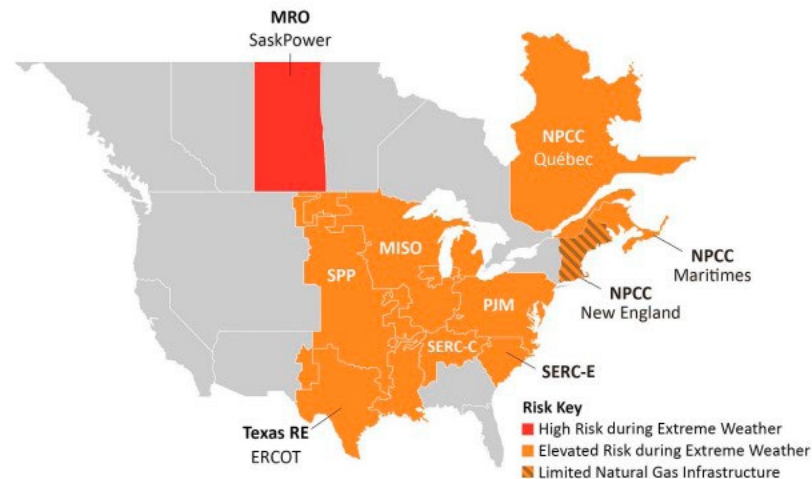 MRO
SaskPower
NPCC
Québec
MISO
SPP
NPCC
Maritimes
PJM
NPCC
New England
SERC-C
SERC-E
Texas RE
ERCOT
Risk Key
High Risk during Extreme Weather
Elevated Risk during Extreme Weather
Limited Natural Gas Infrastructure